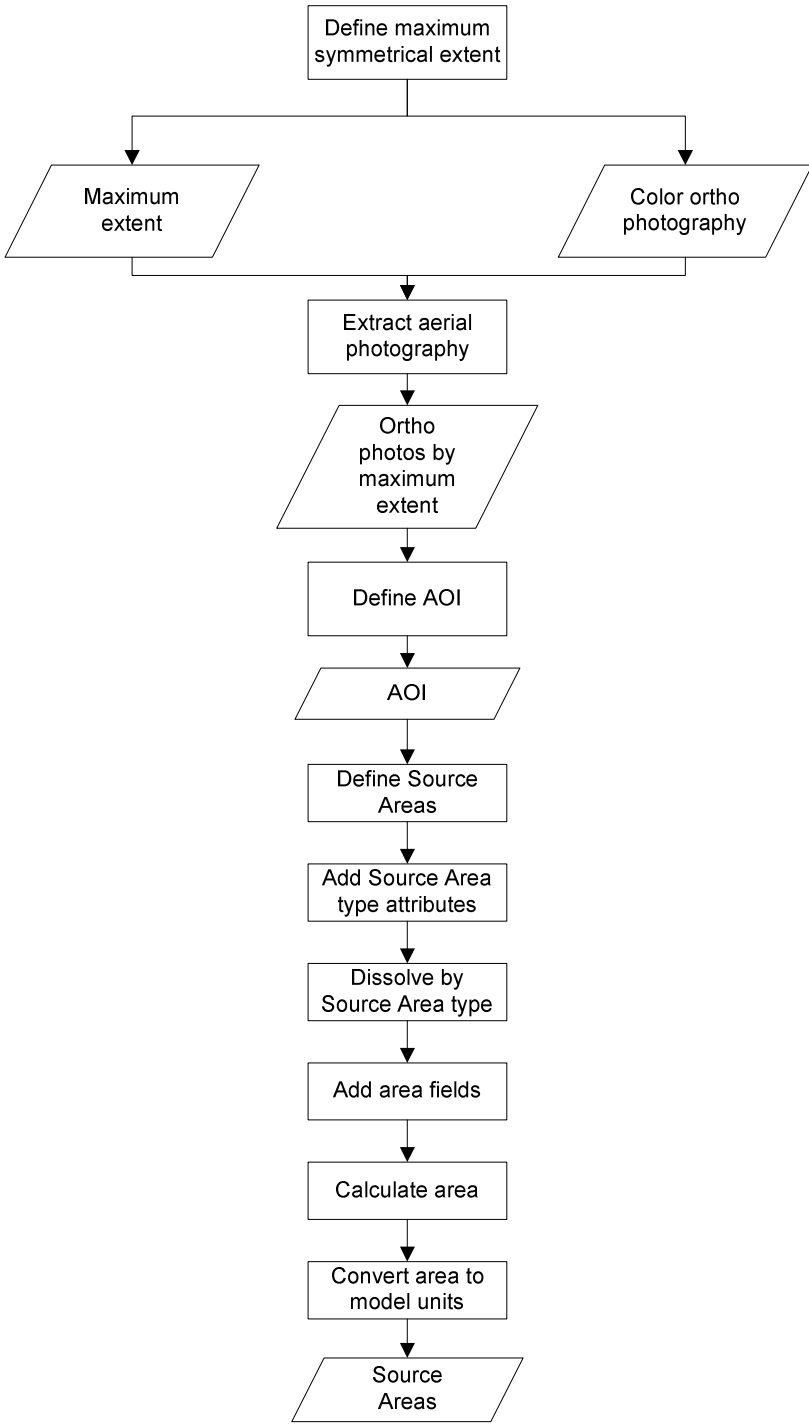 Define maximum
symmetrical extent
Maximum
extent
Color ortho
photography
Extract aerial
photography
Ortho
photos by
maximum
extent
Define AOI
AOI
Define Source
Areas
Add Source Area
type attributes
Dissolve by
Source Area type
Add area fields
Calculate area
Convert area to
model units
Source
Areas